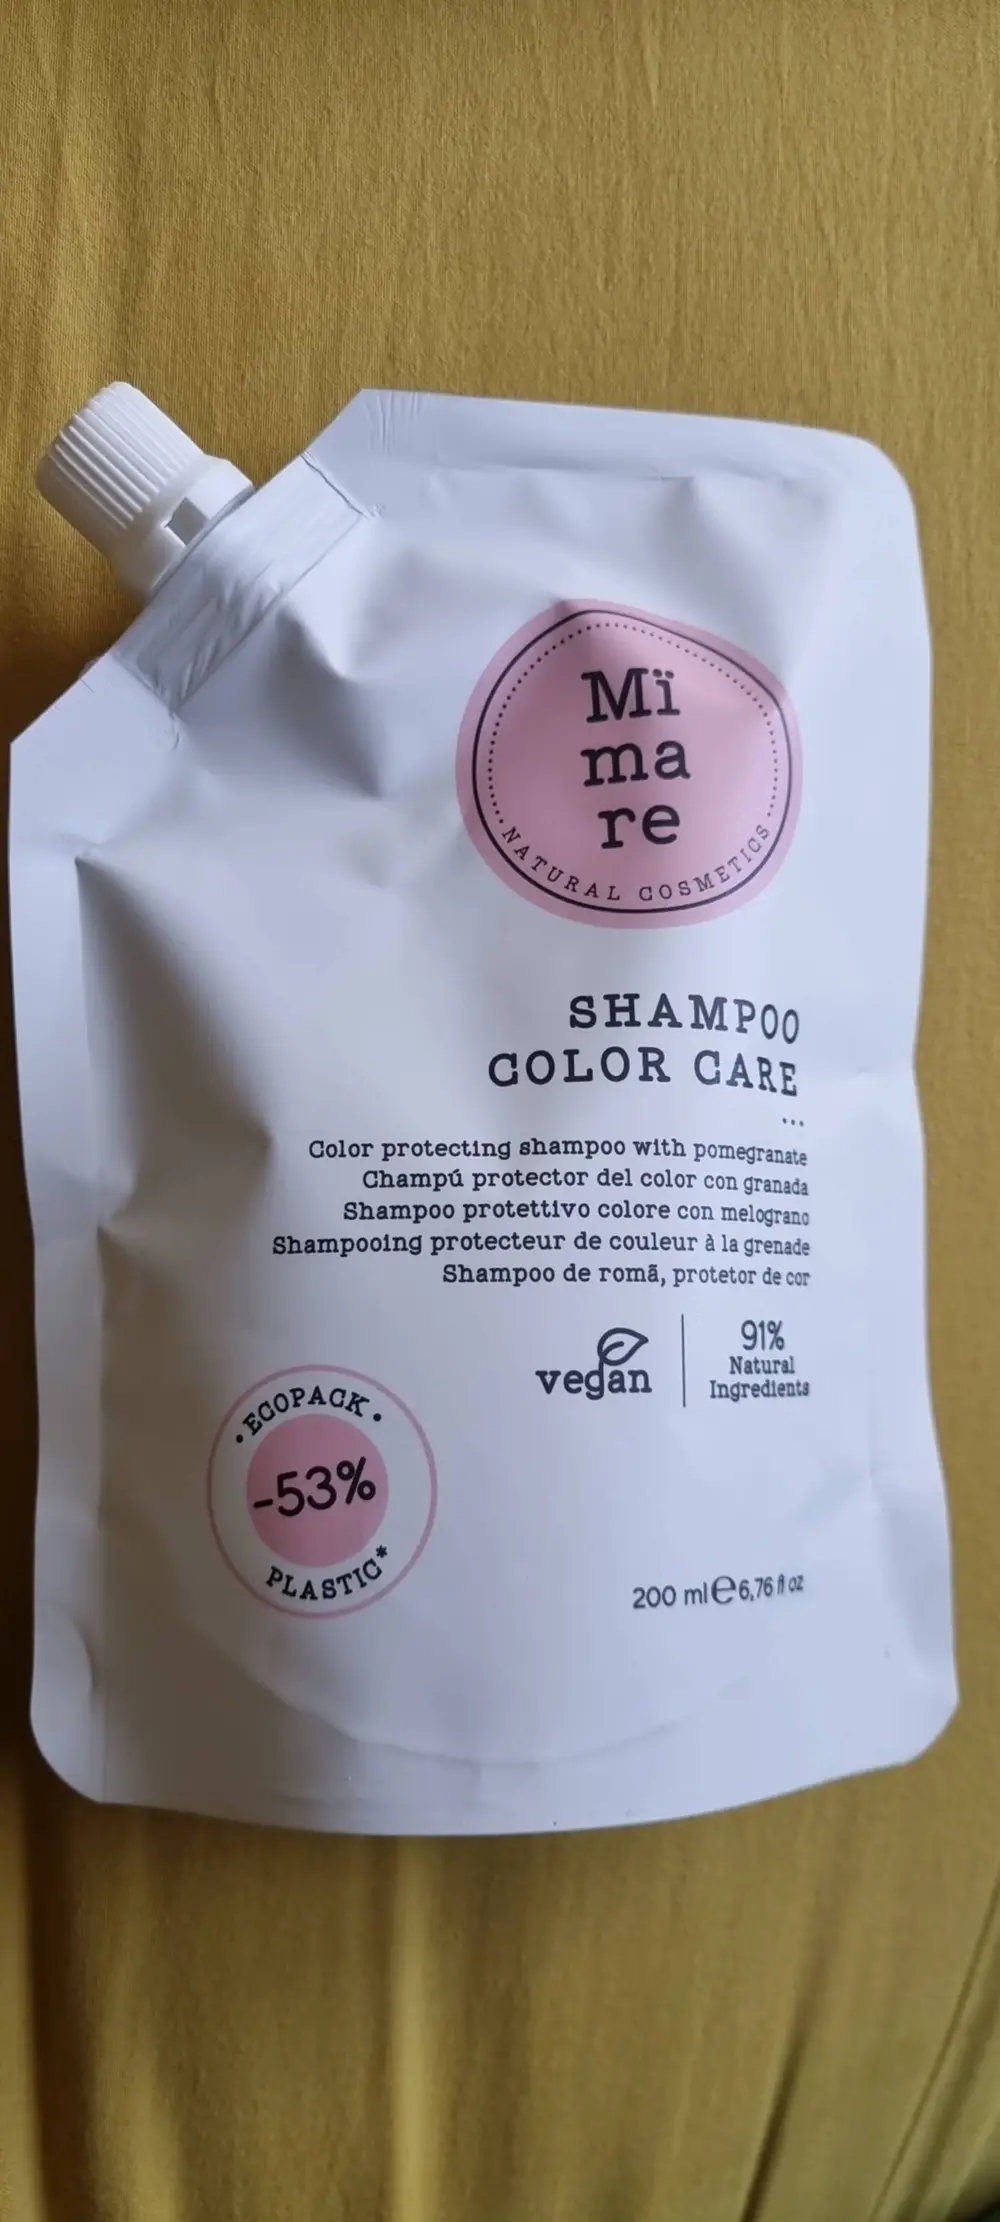 Mï
ma
re
NATURAL COSMETICS
SHAMPOO
COLOR CARE
...
Color protecting shampoo with pomegranate
Champú protector del color con granada
Shampoo protettivo colore con melograno
Shampooing protecteur de couleur à la grenade
Shampoo de romã, protetor de cor
vegan
91%
Natural
Ingredients
·ECOPACK·
-53%
PLASTIC*
200 ml℮6,76 fl oz